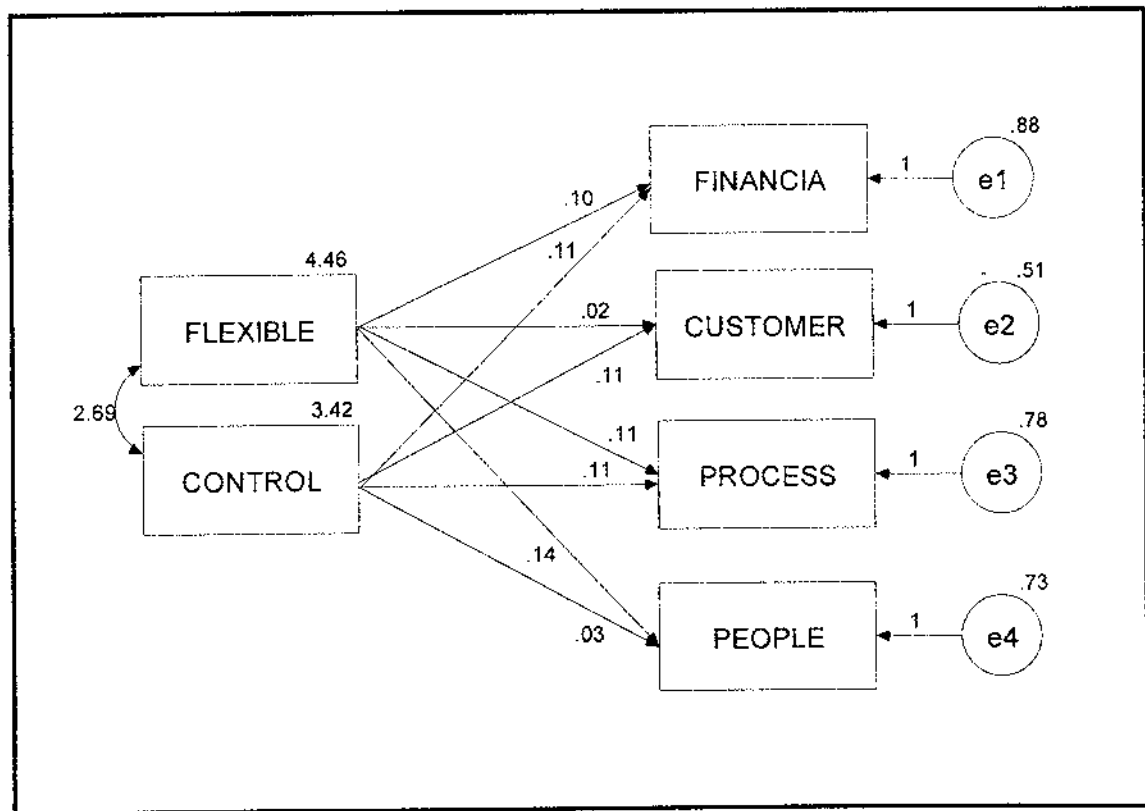 .88
FINANCIA
1
e1
.10
.11
4.46
.51
FLEXIBLE
.02
CUSTOMER
1
e2
.11
2.69
3.42
.78
.11
CONTROL
.11
PROCESS
1
e3
.14
.73
.03
PEOPLE
1
e4